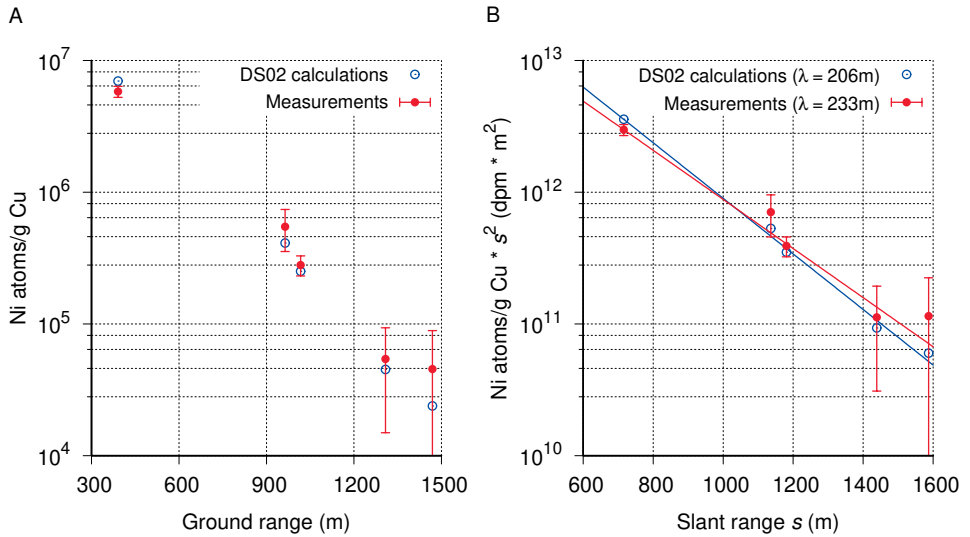 A
Ni atoms/g Cu
10^7
10^6
10^5
10^4
DS02 calculations
Measurements
300 600 900 1200 1500
Ground range (m)
B
Ni atoms/g Cu * s^2 (dpm * m^2)
10^13
10^12
10^11
10^10
DS02 calculations (λ = 206m)
Measurements (λ = 233m)
600 800 1000 1200 1400 1600
Slant range s (m)